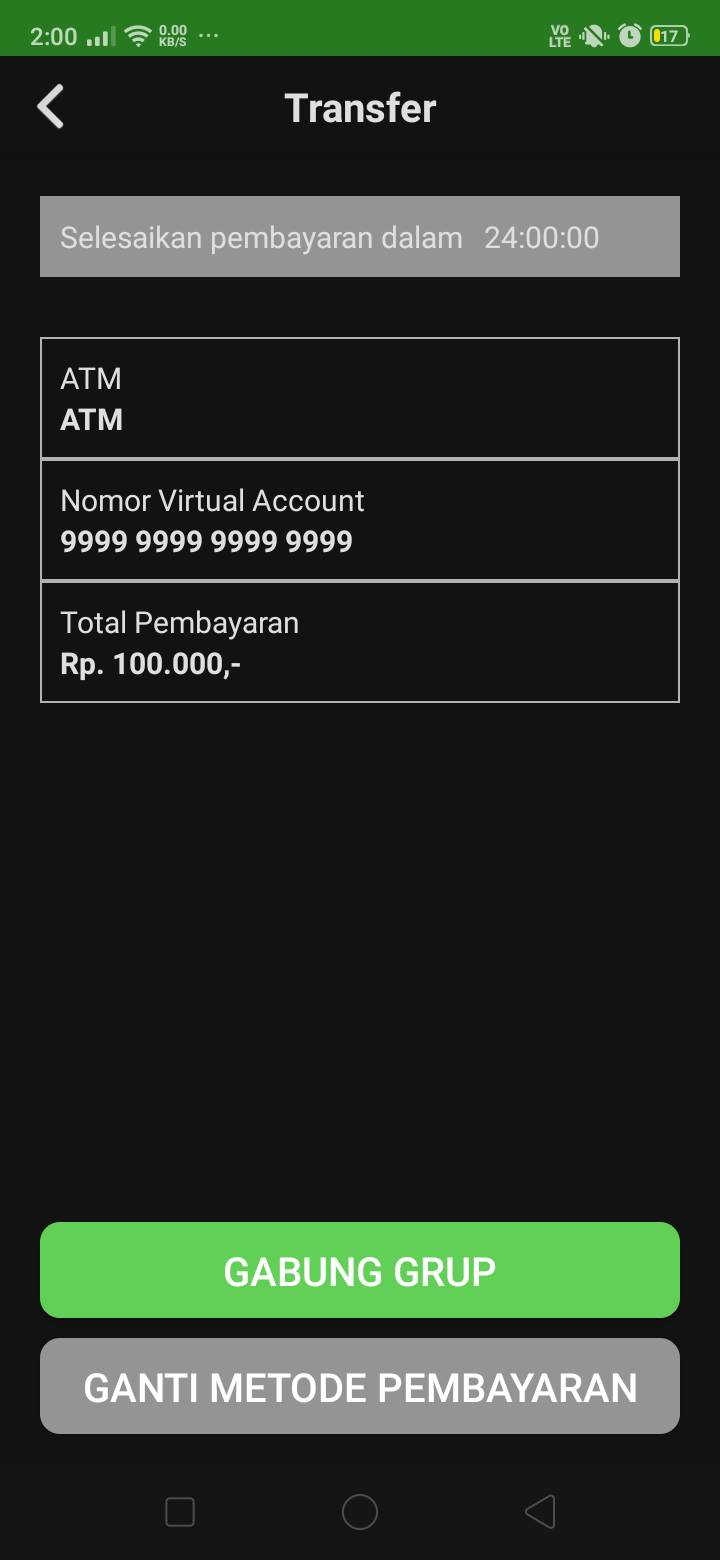 2:00 0.00 KB/S ... VO LTE 17
Transfer
Selesaikan pembayaran dalam 24:00:00
ATM
ATM
Nomor Virtual Account
9999 9999 9999 9999
Total Pembayaran
Rp. 100.000,-
GABUNG GRUP
GANTI METODE PEMBAYARAN